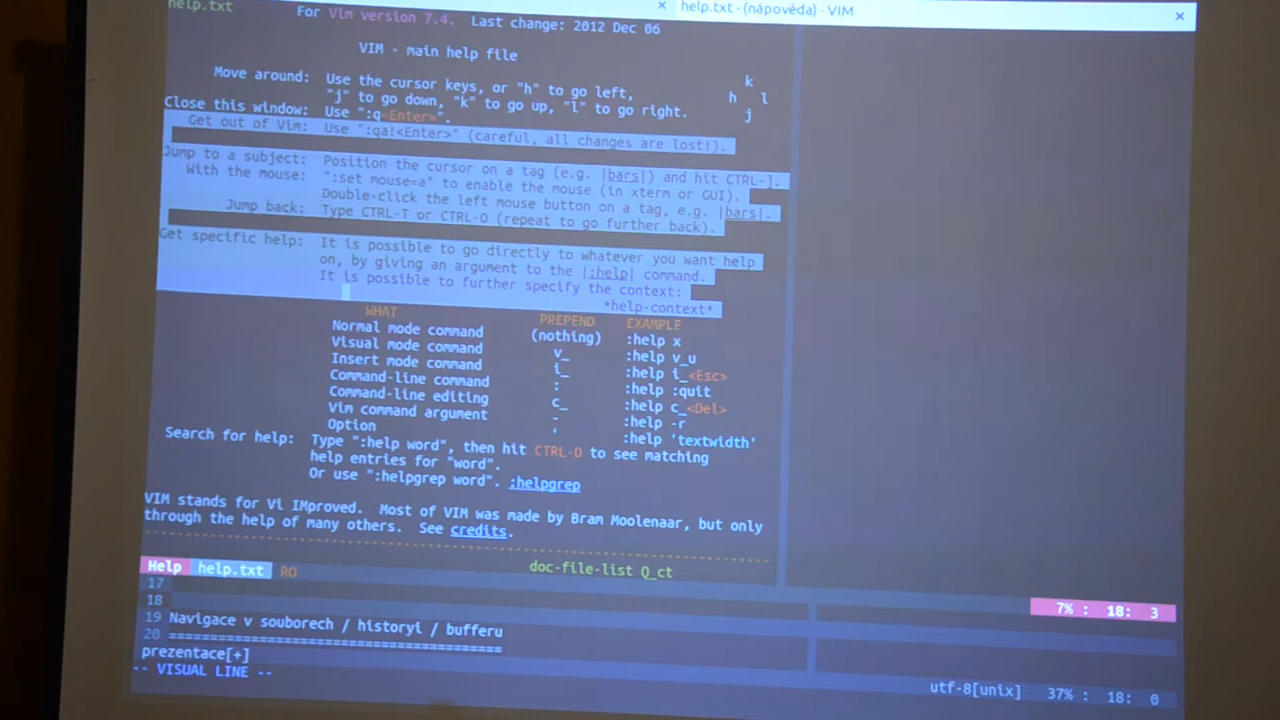 help.txt
× help.txt - (nápověda) - VIM ×
For Vim version 7.4. Last change: 2012 Dec 06
VIM - main help file
k
Move around: Use the cursor keys, or "h" to go left, h l
"j" to go down, "k" to go up, "l" to go right. j
Close this window: Use ":q<Enter>".
Get out of Vim: Use ":qa!<Enter>" (careful, all changes are lost!).
Jump to a subject: Position the cursor on a tag (e.g. |bars|) and hit CTRL-].
With the mouse: ":set mouse=a" to enable the mouse (in xterm or GUI).
Double-click the left mouse button on a tag, e.g. |bars|.
Jump back: Type CTRL-T or CTRL-O (repeat to go further back).
Get specific help: It is possible to go directly to whatever you want help
on, by giving an argument to the |:help| command.
It is possible to further specify the context:
*help-context*
WHAT PREPEND EXAMPLE
Normal mode command (nothing) :help x
Visual mode command v_ :help v_u
Insert mode command i_ :help i_<Esc>
Command-line command : :help :quit
Command-line editing c_ :help c_<Del>
Vim command argument - :help -r
Option ' :help 'textwidth'
Search for help: Type ":help word", then hit CTRL-D to see matching
help entries for "word".
Or use ":helpgrep word". :helpgrep
VIM stands for Vi IMproved. Most of VIM was made by Bram Moolenaar, but only
through the help of many others. See credits.
------------------------------------------------------------------------------
Help help.txt RO doc-file-list Q_ct 7% : 18: 3
17
18
19 Navigace v souborech / historyi / bufferu
20 =========================================
prezentace[+] utf-8[unix] 37% : 18: 0
-- VISUAL LINE --